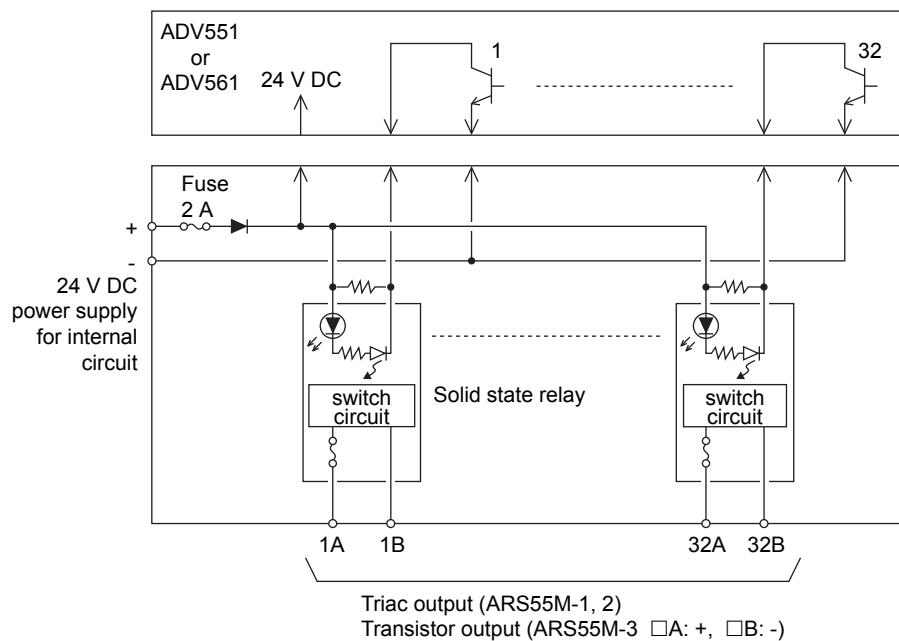 ADV551
or
ADV561
24 V DC
1
32
Fuse
2 A
+
-
24 V DC
power supply
for internal
circuit
switch
circuit
Solid state relay
switch
circuit
1A
1B
32A
32B
Triac output (ARS55M-1, 2)
Transistor output (ARS55M-3 □A: +, □B: -)